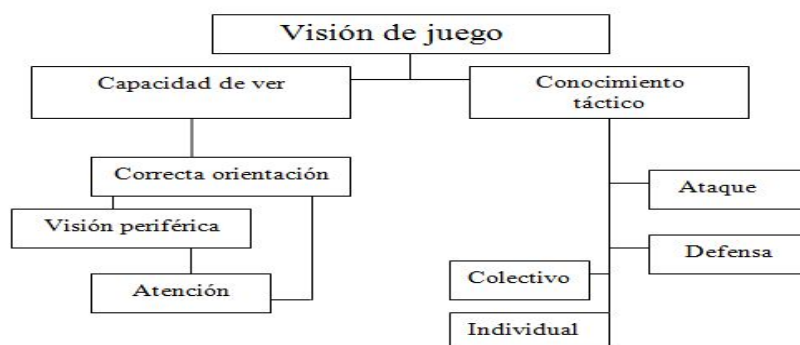 Visión de juego
Capacidad de ver
Conocimiento
táctico
Correcta orientación
Visión periférica
Atención
Ataque
Defensa
Colectivo
Individual